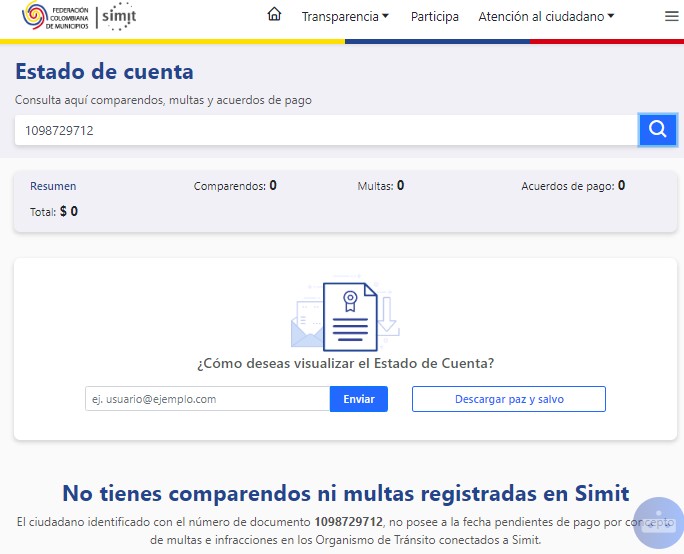 FEDERACIÓN
COLOMBIANA
DE MUNICIPIOS
simit
Transparencia
Participa
Atención al ciudadano
Estado de cuenta
Consulta aquí comparendos, multas y acuerdos de pago
1098729712
Resumen
Comparendos: 0
Multas: 0
Acuerdos de pago: 0
Total: $ 0
¿Cómo deseas visualizar el Estado de Cuenta?
ej. usuario@ejemplo.com
Enviar
Descargar paz y salvo
No tienes comparendos ni multas registradas en Simit
El ciudadano identificado con el número de documento 1098729712, no posee a la fecha pendientes de pago por concepto
de multas e infracciones en los Organismo de Tránsito conectados a Simit.